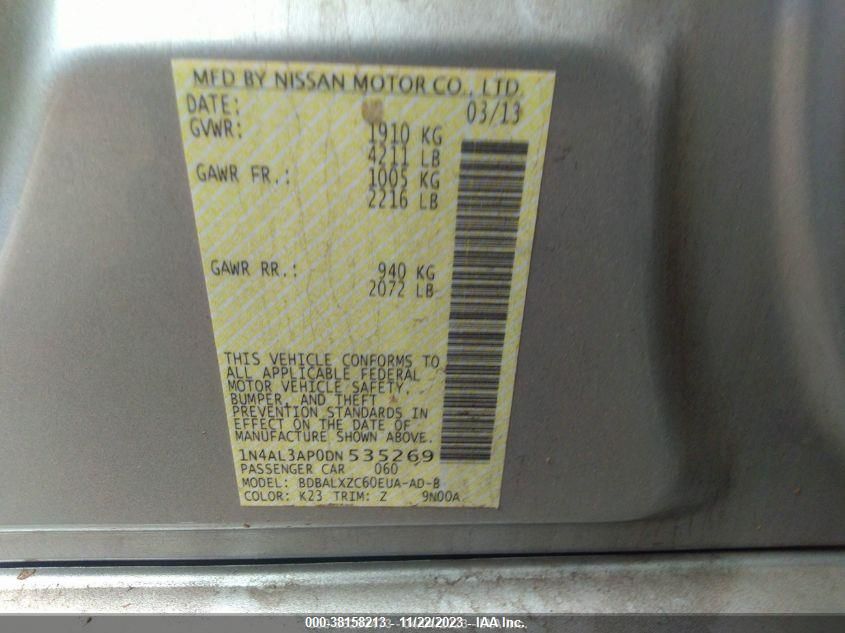 MFD BY NISSAN MOTOR CO., LTD.
DATE: 03/13
GVWR: 1910 KG
4211 LB
GAWR FR.: 1005 KG
2216 LB
GAWR RR.: 940 KG
2072 LB
THIS VEHICLE CONFORMS TO
ALL APPLICABLE FEDERAL
MOTOR VEHICLE SAFETY,
BUMPER, AND THEFT
PREVENTION STANDARDS IN
EFFECT ON THE DATE OF
MANUFACTURE SHOWN ABOVE.
1N4AL3AP0DN 535269
PASSENGER CAR 060
MODEL: BDBALXZC60EUA-AD-B
COLOR: K23 TRIM: Z 9N00A
000-38158213 - 11/22/2023 - IAA Inc.